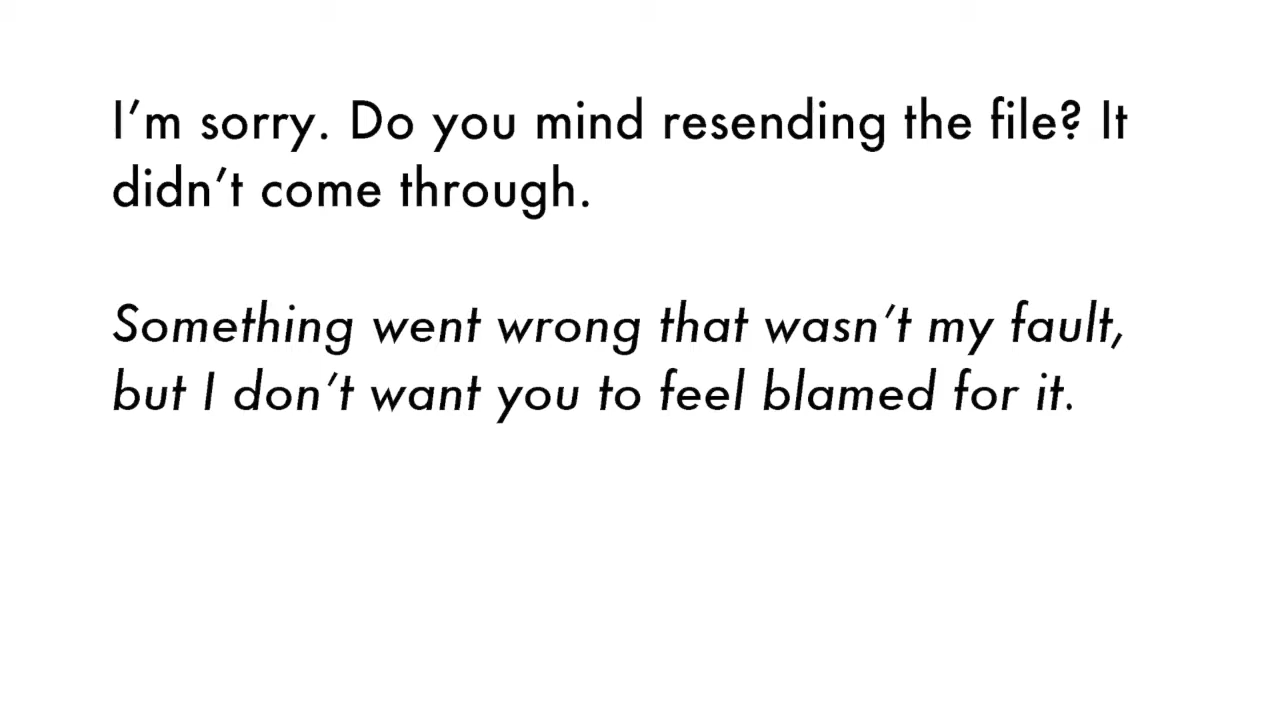 I’m sorry. Do you mind resending the file? It
didn’t come through.
Something went wrong that wasn’t my fault,
but I don’t want you to feel blamed for it.